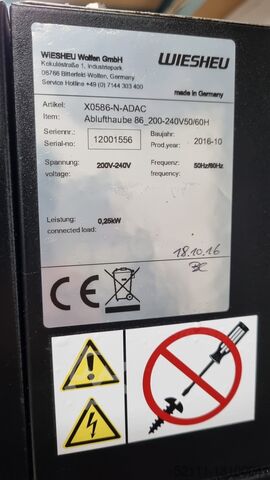 WIESHEU Wolfen GmbH
Kekuléstraße 1, Industriepark
06766 Bitterfeld-Wolfen, Germany
Service Hotline +49 (0) 7144 303 400
WIESHEU
made in Germany
Artikel: X0586-N-ADAC
Item: Ablufthaube 86_200-240V50/60H
Seriennr.: Baujahr: 2016-10
Serial-no: 12001556 Prod.year:
Spannung: 200V-240V Frequenz: 50Hz/60Hz
voltage: frequency:
Leistung: 0,25kW
connected load:
18.10.16
CE